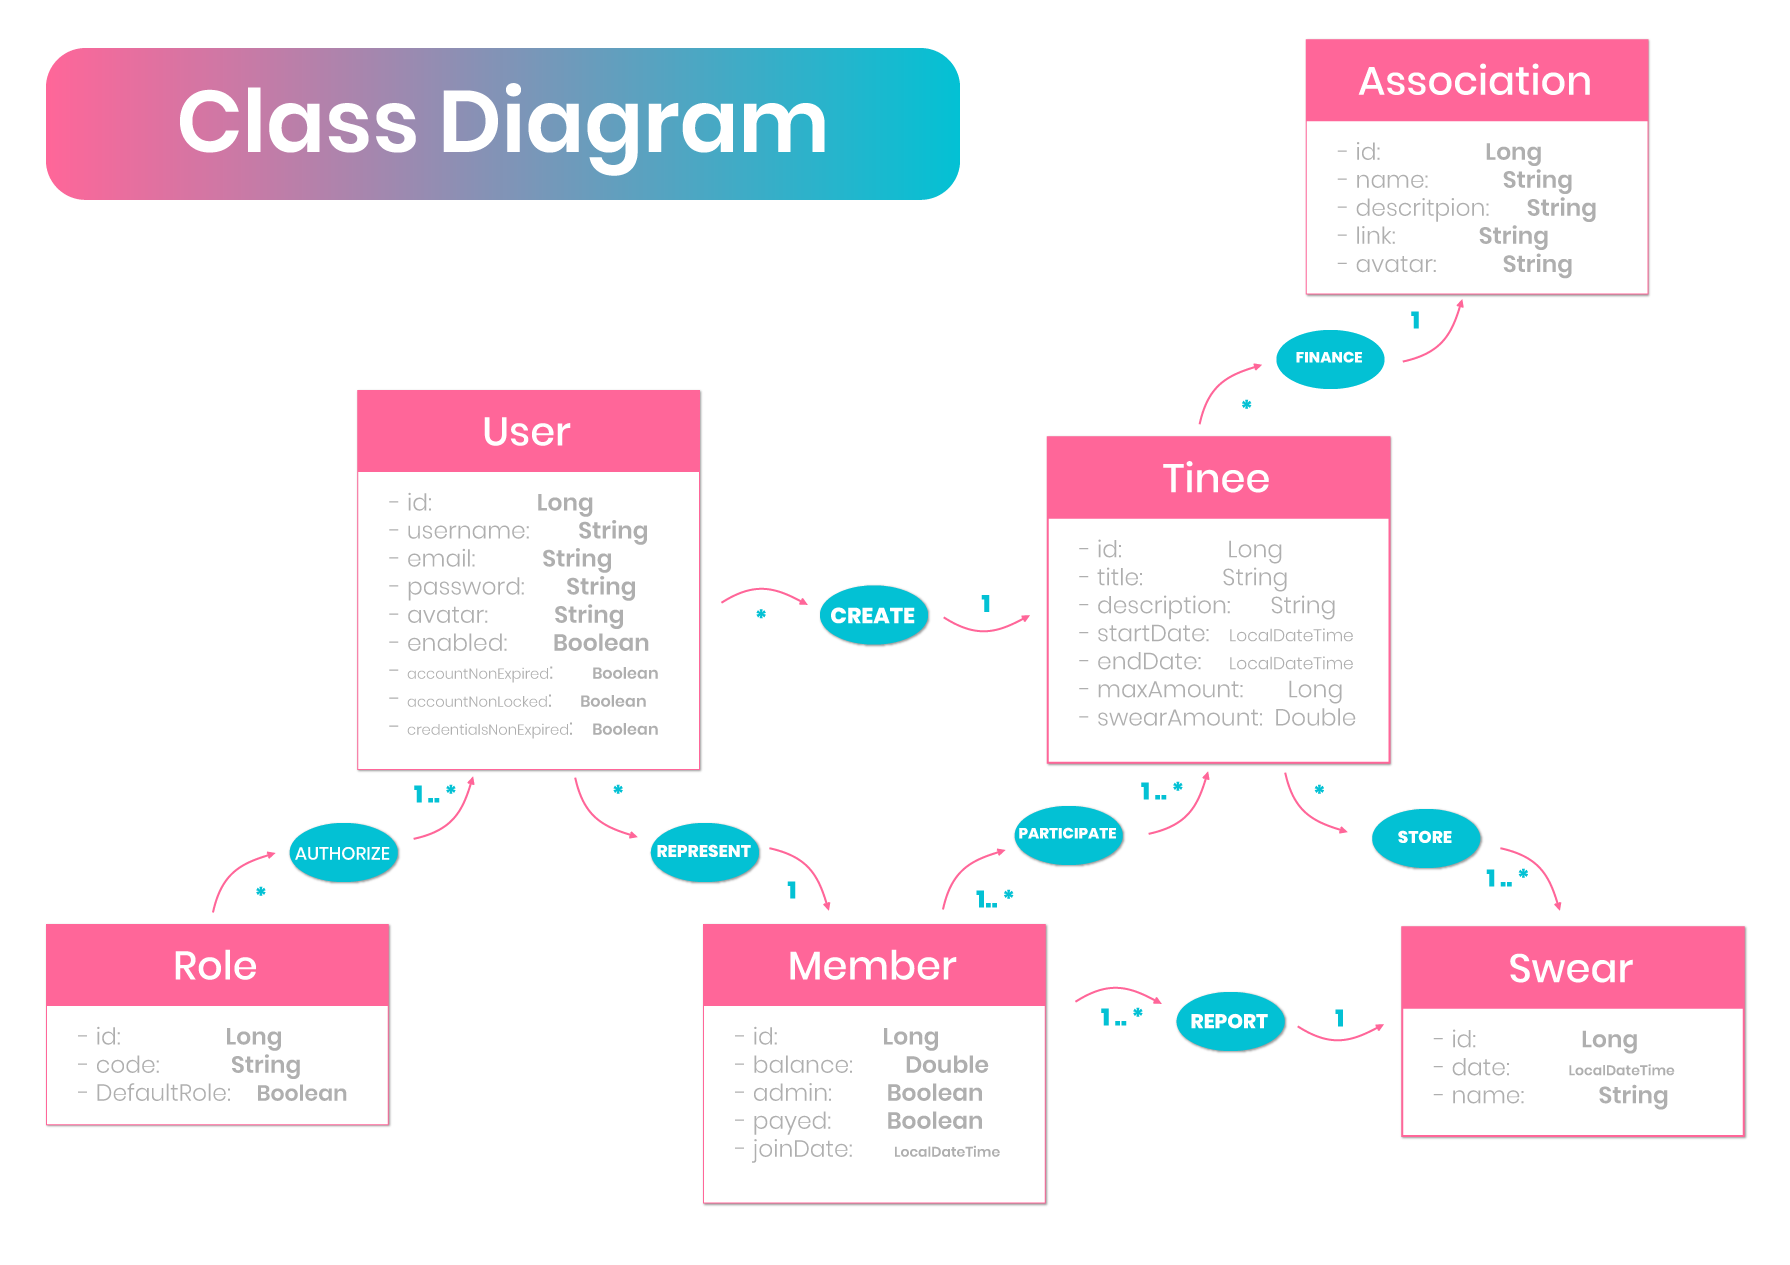 Class Diagram
Association
- id: Long
- name: String
- descritpion: String
- link: String
- avatar: String
1
FINANCE
*
User
- id: Long
- username: String
- email: String
- password: String
- avatar: String
- enabled: Boolean
- accountNonExpired: Boolean
- accountNonLocked: Boolean
- credentialsNonExpired: Boolean
*
CREATE
1
Tinee
- id: Long
- title: String
- description: String
- startDate: LocalDateTime
- endDate: LocalDateTime
- maxAmount: Long
- swearAmount: Double
1..*
AUTHORIZE
*
*
REPRESENT
1
1..*
PARTICIPATE
1..*
*
STORE
1..*
Role
- id: Long
- code: String
- DefaultRole: Boolean
Member
- id: Long
- balance: Double
- admin: Boolean
- payed: Boolean
- joinDate: LocalDateTime
1..*
REPORT
1
Swear
- id: Long
- date: LocalDateTime
- name: String